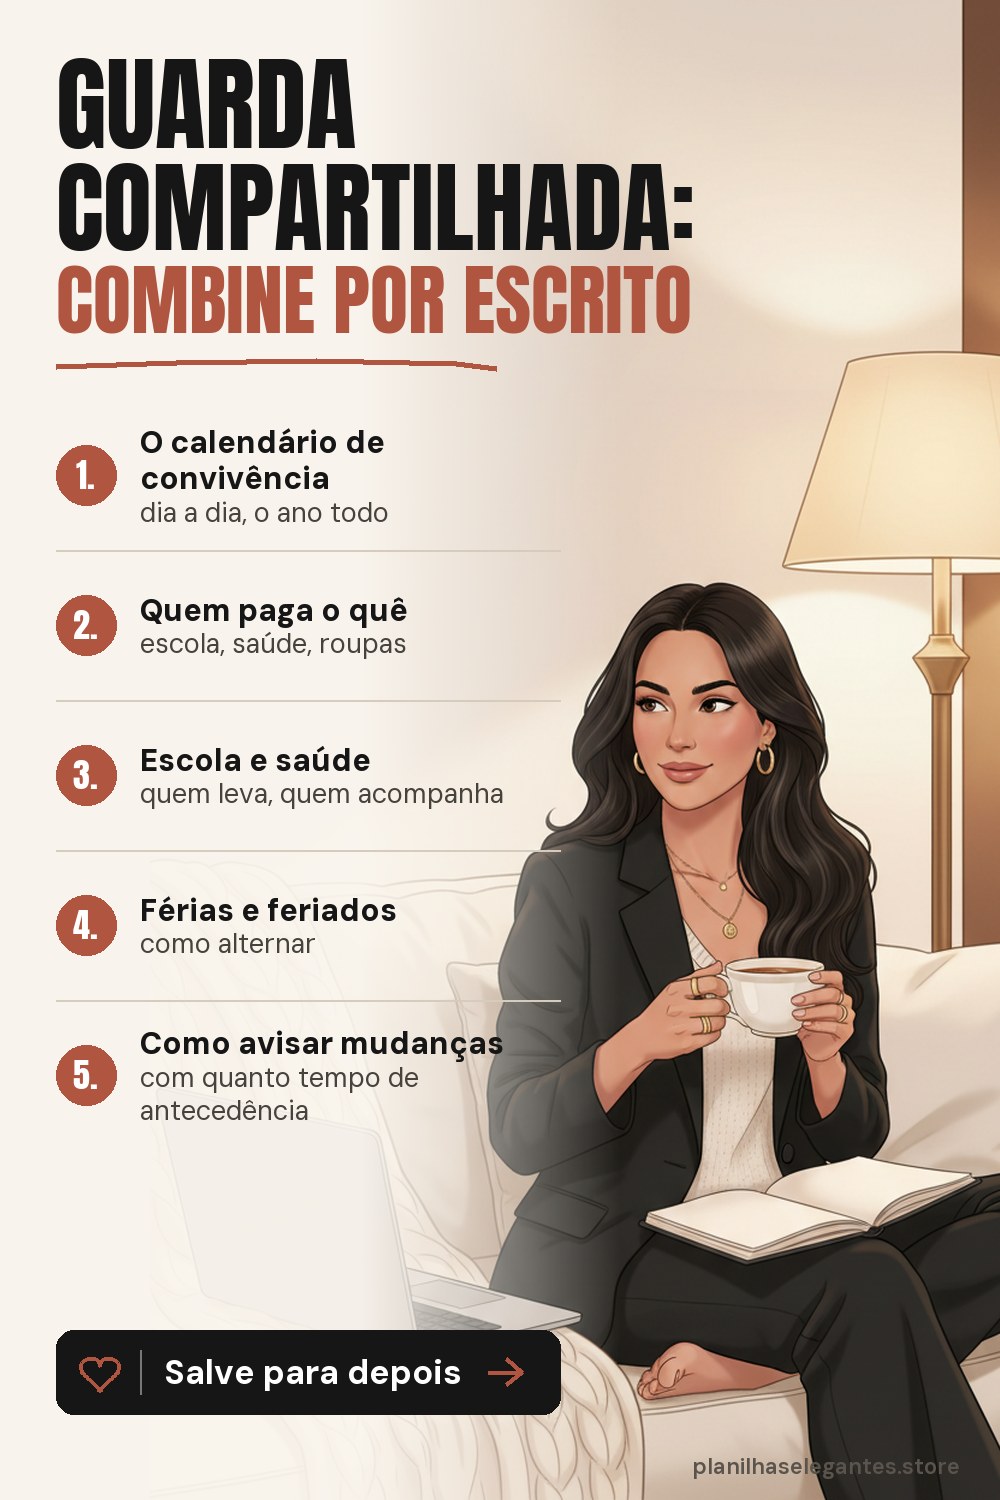 GUARDA
COMPARTILHADA:
COMBINE POR ESCRITO
1.
O calendário de
convivência
dia a dia, o ano todo
2.
Quem paga o quê
escola, saúde, roupas
3.
Escola e saúde
quem leva, quem acompanha
4.
Férias e feriados
como alternar
5.
Como avisar mudanças
com quanto tempo de
antecedência
Salve para depois
planilhaselegantes.store